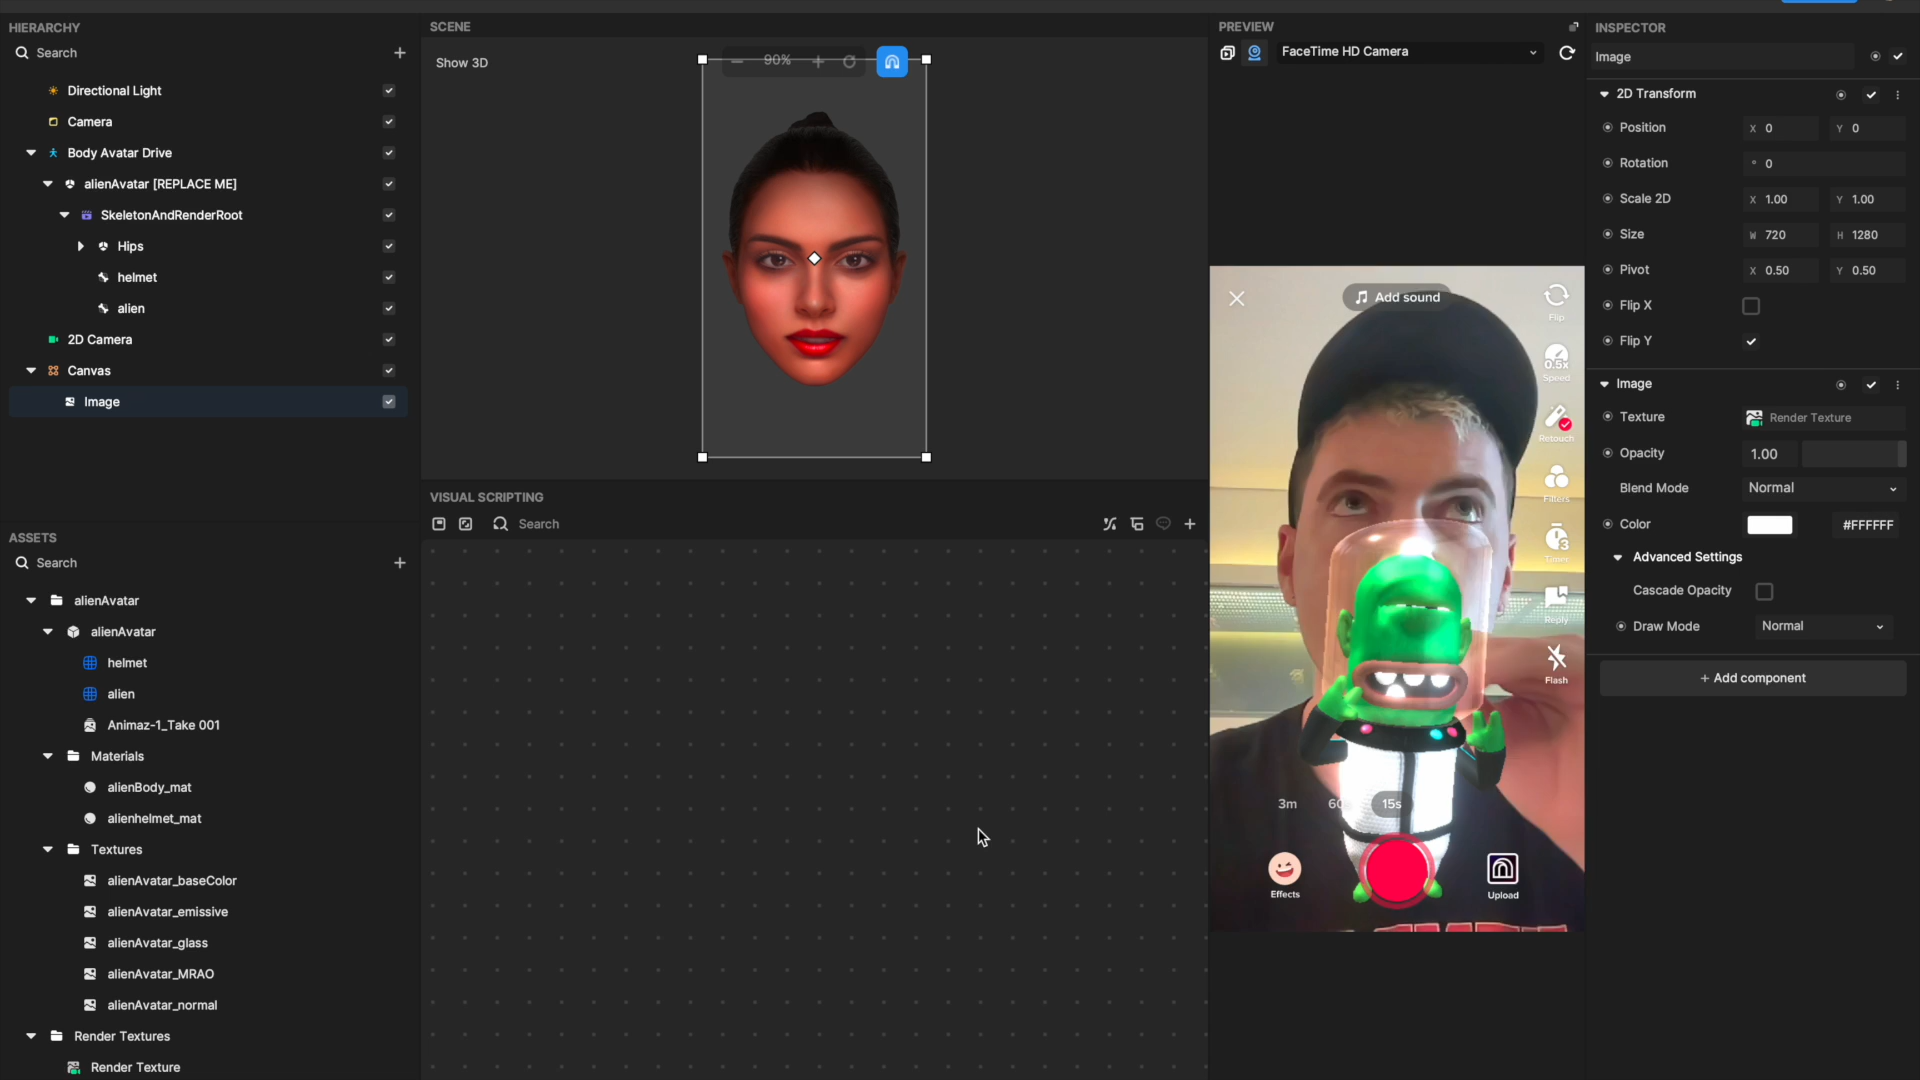 HIERARCHY
Search
Directional Light
Camera
Body Avatar Drive
alienAvatar [REPLACE ME]
SkeletonAndRenderRoot
Hips
helmet
alien
2D Camera
Canvas
Image
ASSETS
Search
alienAvatar
alienAvatar
helmet
alien
Animaz-1_Take 001
Materials
alienBody_mat
alienhelmet_mat
Textures
alienAvatar_baseColor
alienAvatar_emissive
alienAvatar_glass
alienAvatar_MRAO
alienAvatar_normal
Render Textures
Render Texture
SCENE
Show 3D
90%
VISUAL SCRIPTING
Search
PREVIEW
FaceTime HD Camera
Add sound
Flip
0.5x
Speed
Retouch
Filters
3
Timer
Reply
Flash
3m 60 15s
Effects
Upload
INSPECTOR
Image
2D Transform
Position X 0 Y 0
Rotation ° 0
Scale 2D X 1.00 Y 1.00
Size W 720 H 1280
Pivot X 0.50 Y 0.50
Flip X
Flip Y
Image
Texture Render Texture
Opacity 1.00
Blend Mode Normal
Color #FFFFFF
Advanced Settings
Cascade Opacity
Draw Mode Normal
+ Add component